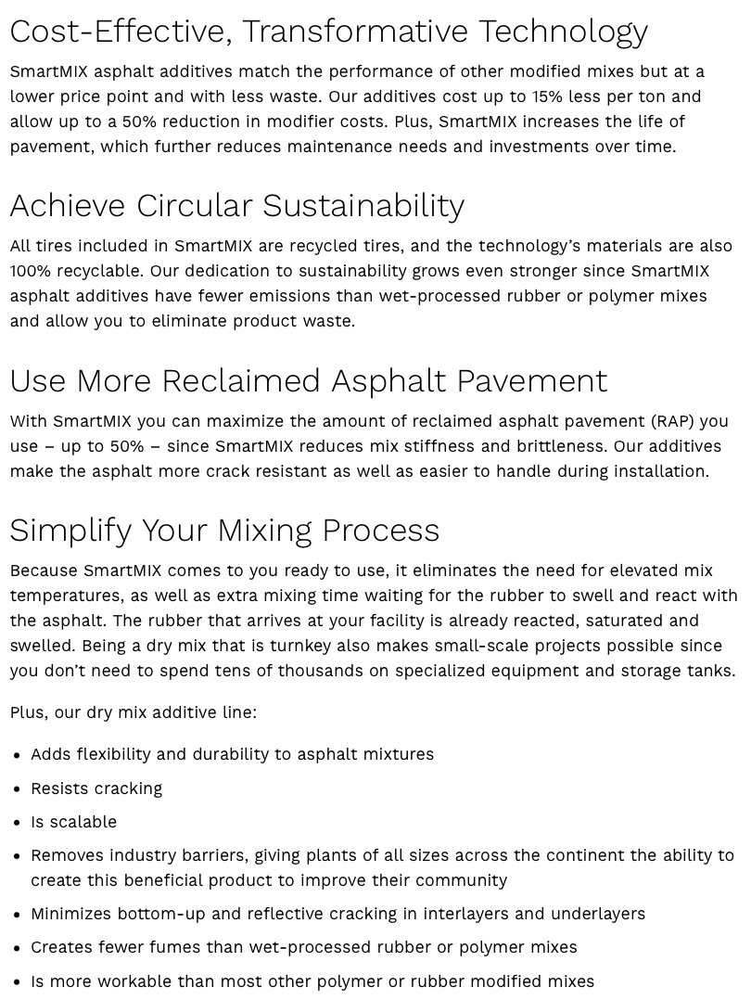 Cost-Effective, Transformative Technology
SmartMIX asphalt additives match the performance of other modified mixes but at a
lower price point and with less waste. Our additives cost up to 15% less per ton and
allow up to a 50% reduction in modifier costs. Plus, SmartMIX increases the life of
pavement, which further reduces maintenance needs and investments over time.
Achieve Circular Sustainability
All tires included in SmartMIX are recycled tires, and the technology’s materials are also
100% recyclable. Our dedication to sustainability grows even stronger since SmartMIX
asphalt additives have fewer emissions than wet-processed rubber or polymer mixes
and allow you to eliminate product waste.
Use More Reclaimed Asphalt Pavement
With SmartMIX you can maximize the amount of reclaimed asphalt pavement (RAP) you
use – up to 50% – since SmartMIX reduces mix stiffness and brittleness. Our additives
make the asphalt more crack resistant as well as easier to handle during installation.
Simplify Your Mixing Process
Because SmartMIX comes to you ready to use, it eliminates the need for elevated mix
temperatures, as well as extra mixing time waiting for the rubber to swell and react with
the asphalt. The rubber that arrives at your facility is already reacted, saturated and
swelled. Being a dry mix that is turnkey also makes small-scale projects possible since
you don’t need to spend tens of thousands on specialized equipment and storage tanks.
Plus, our dry mix additive line:
• Adds flexibility and durability to asphalt mixtures
• Resists cracking
• Is scalable
• Removes industry barriers, giving plants of all sizes across the continent the ability to
create this beneficial product to improve their community
• Minimizes bottom-up and reflective cracking in interlayers and underlayers
• Creates fewer fumes than wet-processed rubber or polymer mixes
• Is more workable than most other polymer or rubber modified mixes